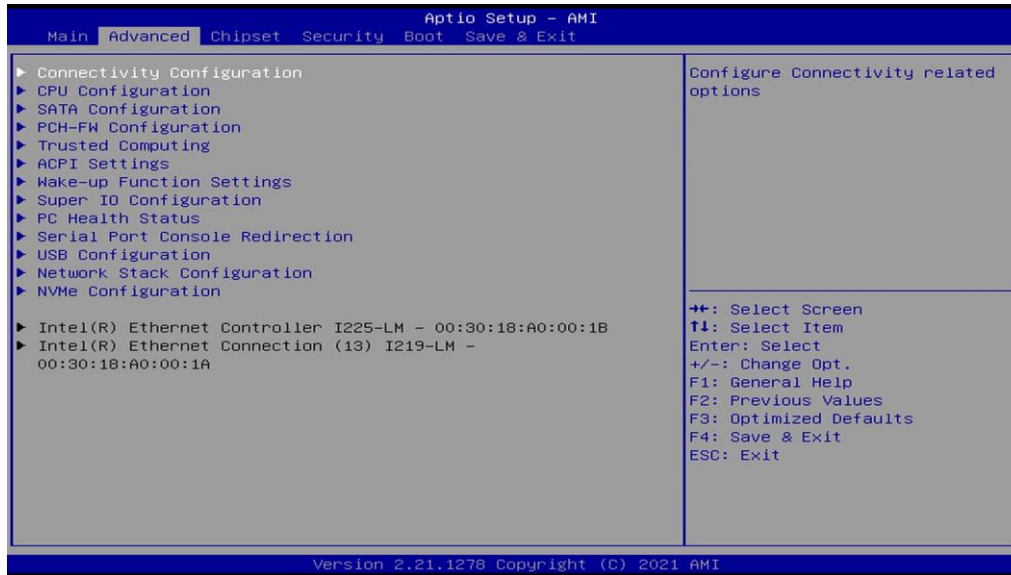 Aptio Setup – AMI
Main Advanced Chipset Security Boot Save & Exit
▶ Connectivity Configuration
▶ CPU Configuration
▶ SATA Configuration
▶ PCH-FW Configuration
▶ Trusted Computing
▶ ACPI Settings
▶ Wake-up Function Settings
▶ Super IO Configuration
▶ PC Health Status
▶ Serial Port Console Redirection
▶ USB Configuration
▶ Network Stack Configuration
▶ NVMe Configuration
▶ Intel(R) Ethernet Controller I225-LM – 00:30:18:A0:00:1B
▶ Intel(R) Ethernet Connection (13) I219-LM –
00:30:18:A0:00:1A
Configure Connectivity related
options
→←: Select Screen
↑↓: Select Item
Enter: Select
+/-: Change Opt.
F1: General Help
F2: Previous Values
F3: Optimized Defaults
F4: Save & Exit
ESC: Exit
Version 2.21.1278 Copyright (C) 2021 AMI